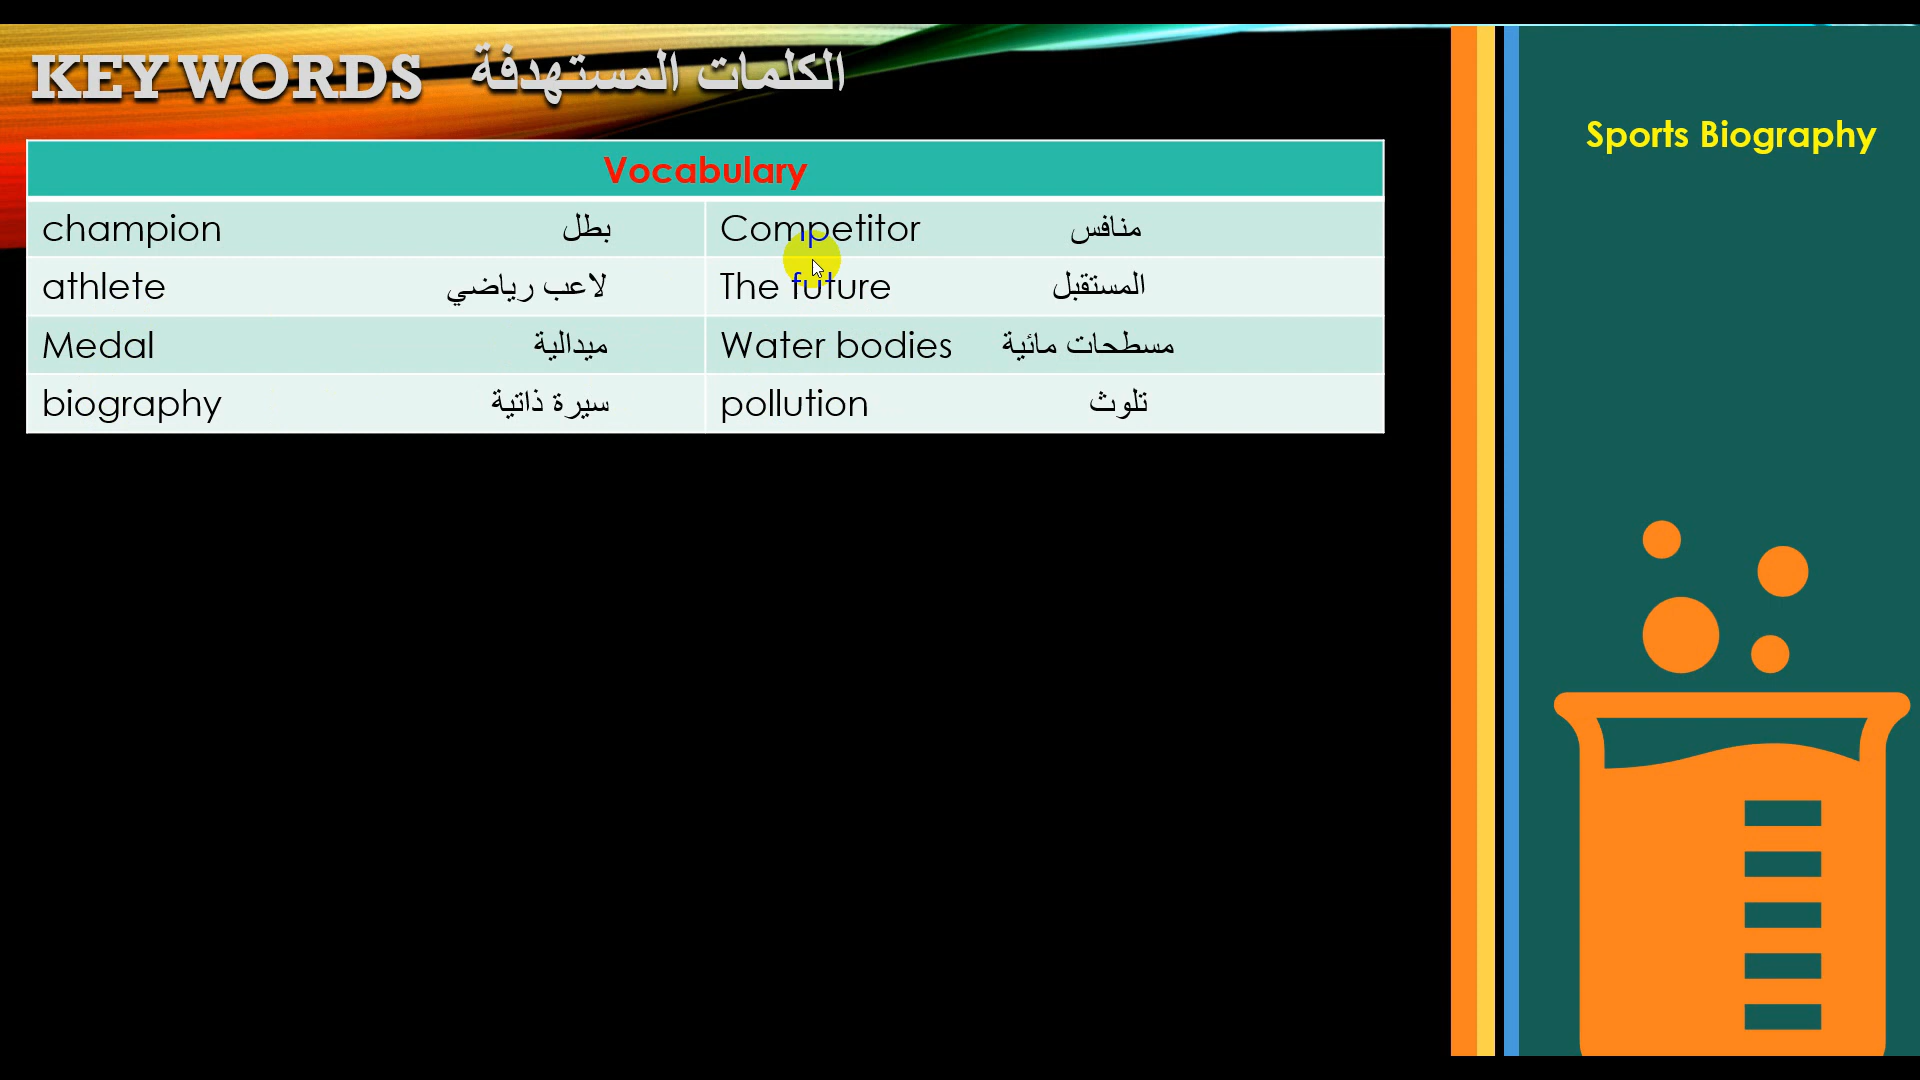 KEY WORDS الكلمات المستهدفة
Sports Biography
Vocabulary
champion بطل Competitor منافس
athlete لاعب رياضي The future المستقبل
Medal ميدالية Water bodies مسطحات مائية
biography سيرة ذاتية pollution تلوث